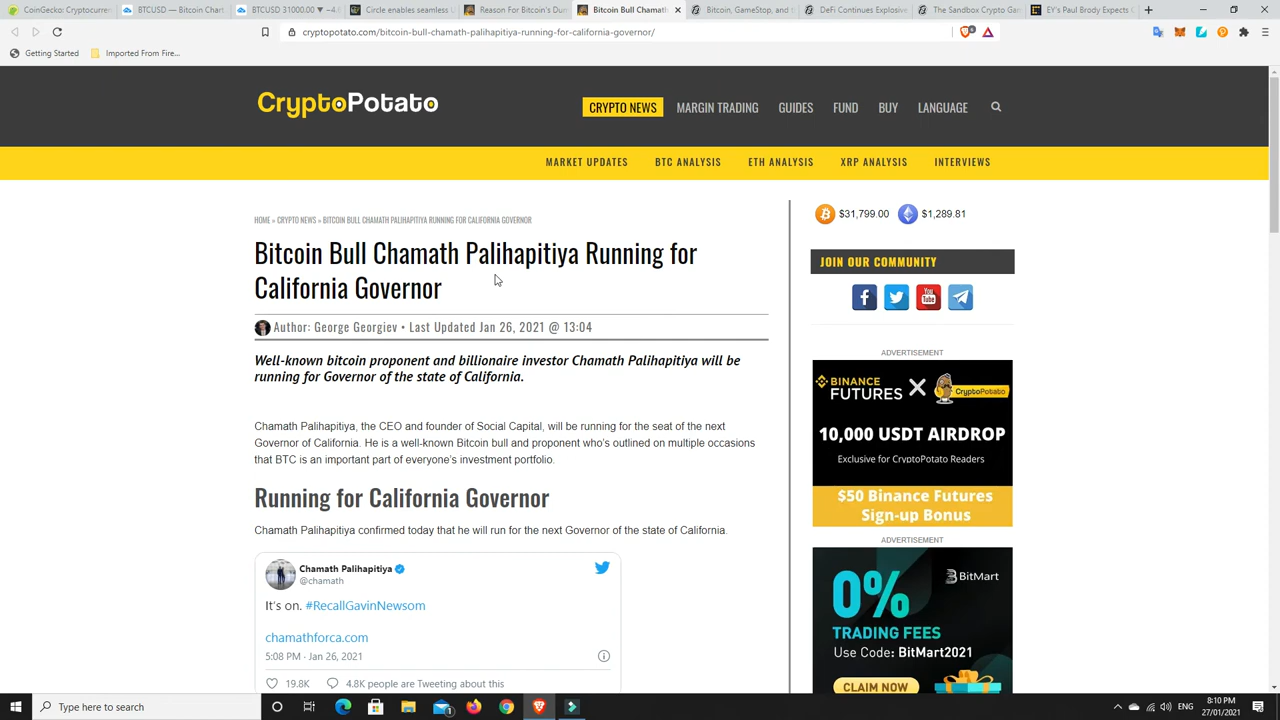 CoinGecko: Cryptocurren
BTCUSD — Bitcoin Chart
BTCUSD 31000.00 ▼ −4.
Circle enables seamless U
Reason For Bitcoin's Dun
Bitcoin Bull Chamath
Bitcoin, GameStop, and t
DeFi Continues Explosive
The Sandbox Crypto Gam
EY's Paul Brody Expects C
cryptopotato.com/bitcoin-bull-chamath-palihapitiya-running-for-california-governor/
Getting Started
Imported From Fire...
CryptoPotato
CRYPTO NEWS
MARGIN TRADING
GUIDES
FUND
BUY
LANGUAGE
MARKET UPDATES
BTC ANALYSIS
ETH ANALYSIS
XRP ANALYSIS
INTERVIEWS
HOME » CRYPTO NEWS » BITCOIN BULL CHAMATH PALIHAPITIYA RUNNING FOR CALIFORNIA GOVERNOR
Bitcoin Bull Chamath Palihapitiya Running for
California Governor
Author: George Georgiev • Last Updated Jan 26, 2021 @ 13:04
Well-known bitcoin proponent and billionaire investor Chamath Palihapitiya will be
running for Governor of the state of California.
Chamath Palihapitiya, the CEO and founder of Social Capital, will be running for the seat of the next
Governor of California. He is a well-known Bitcoin bull and proponent who's outlined on multiple occasions
that BTC is an important part of everyone's investment portfolio.
Running for California Governor
Chamath Palihapitiya confirmed today that he will run for the next Governor of the state of California.
Chamath Palihapitiya
@chamath
It's on. #RecallGavinNewsom
chamathforca.com
5:08 PM · Jan 26, 2021
19.8K
4.8K people are Tweeting about this
$31,799.00
$1,289.81
JOIN OUR COMMUNITY
You Tube
ADVERTISEMENT
BINANCE
FUTURES
CryptoPotato
10,000 USDT AIRDROP
Exclusive for CryptoPotato Readers
$50 Binance Futures
Sign-up Bonus
ADVERTISEMENT
BitMart
0%
TRADING FEES
Use Code: BitMart2021
CLAIM NOW
Type here to search
ENG
8:10 PM
27/01/2021